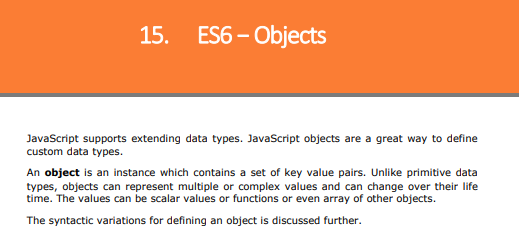 15. ES6 – Objects
JavaScript supports extending data types. JavaScript objects are a great way to define
custom data types.
An object is an instance which contains a set of key value pairs. Unlike primitive data
types, objects can represent multiple or complex values and can change over their life
time. The values can be scalar values or functions or even array of other objects.
The syntactic variations for defining an object is discussed further.